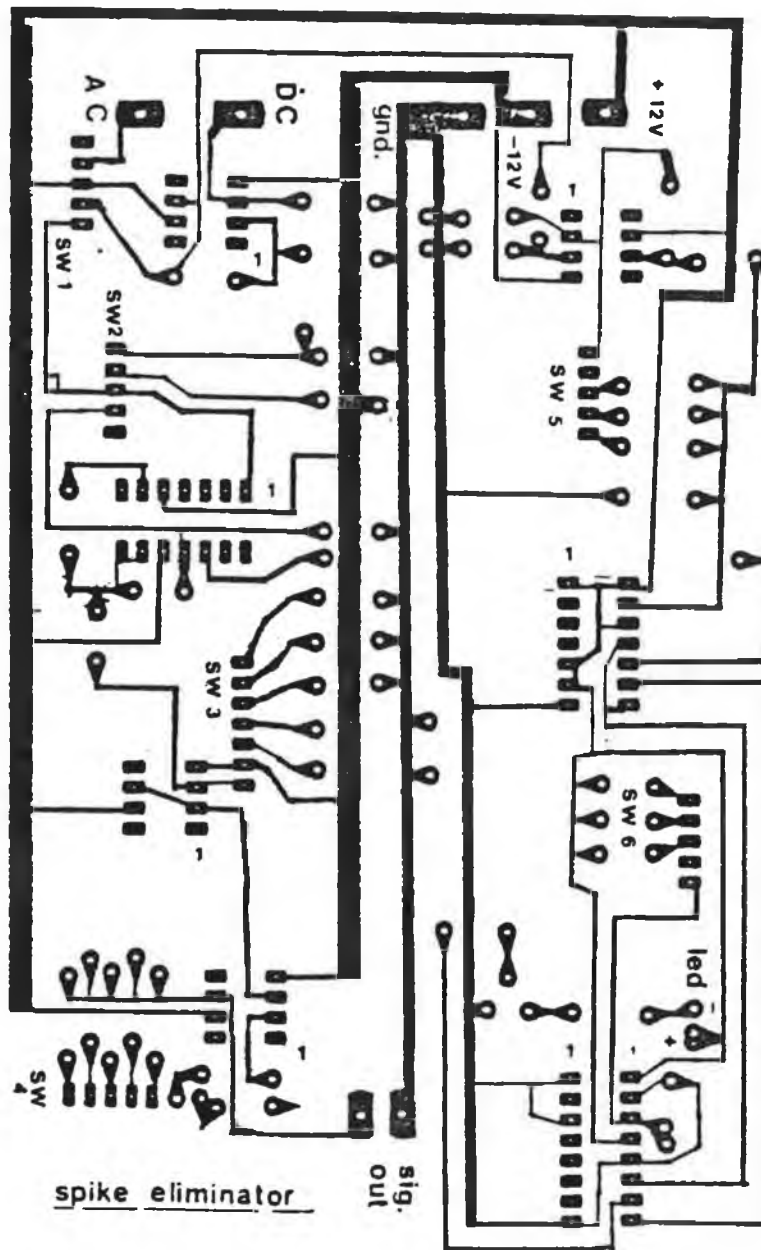 A C
DC
gnd.
-12V
+ 12V
1
1
SW 1
SW2
SW 5
1
1
SW 3
SW 6
1
led
-
+
1
1
1
SW 4
sig. out
spike eliminator